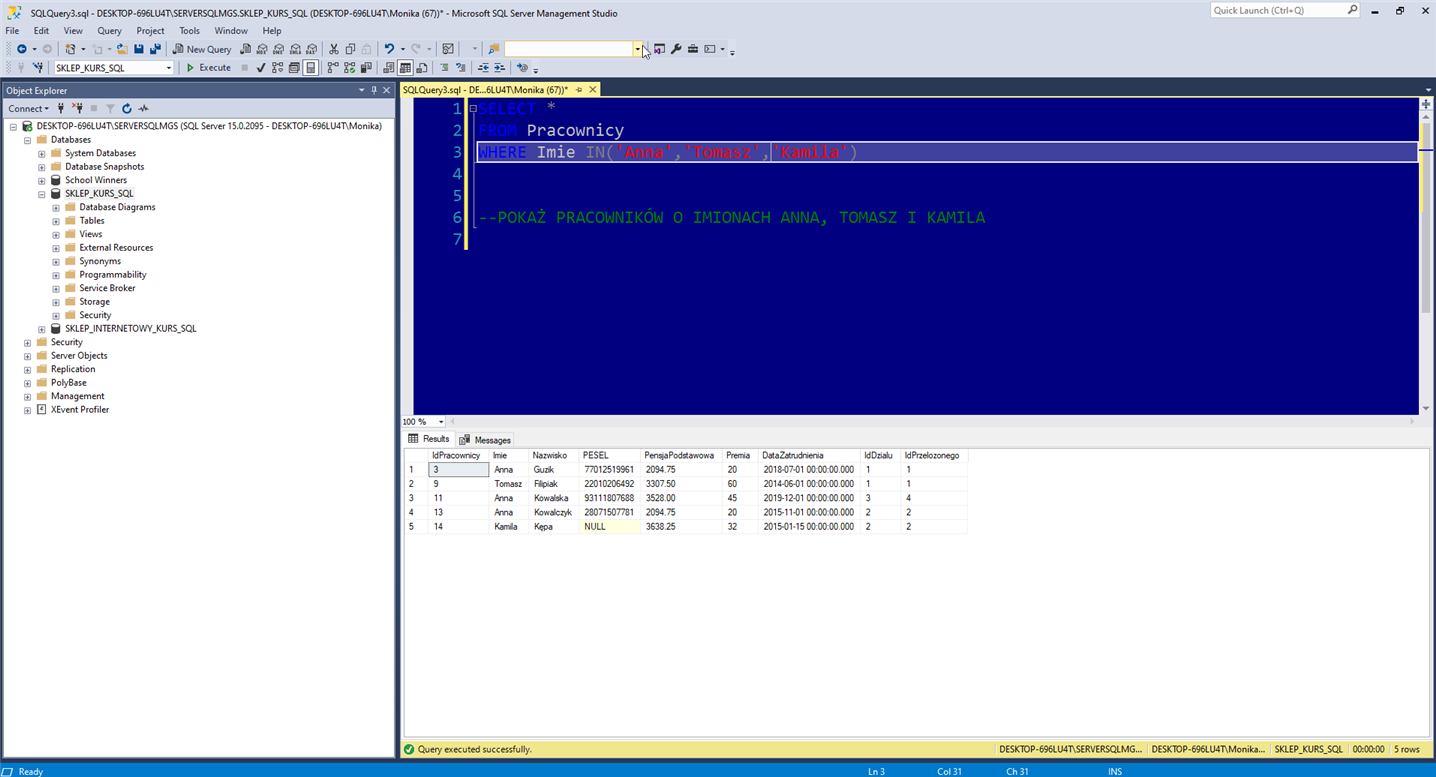 SQLQuery3.sql - DESKTOP-696LU4T\SERVERSQLMGS.SKLEP_KURS_SQL (DESKTOP-696LU4T\Monika (67))* - Microsoft SQL Server Management Studio
Quick Launch (Ctrl+Q)
File Edit View Query Project Tools Window Help
New Query
SKLEP_KURS_SQL Execute
Object Explorer
Connect
DESKTOP-696LU4T\SERVERSQLMGS (SQL Server 15.0.2095 - DESKTOP-696LU4T\Monika)
Databases
System Databases
Database Snapshots
School Winners
SKLEP_KURS_SQL
Database Diagrams
Tables
Views
External Resources
Synonyms
Programmability
Service Broker
Storage
Security
SKLEP_INTERNETOWY_KURS_SQL
Security
Server Objects
Replication
PolyBase
Management
XEvent Profiler
SQLQuery3.sql - DE...6LU4T\Monika (67))*
1 SELECT *
2 FROM Pracownicy
3 WHERE Imie IN('Anna','Tomasz','Kamila')
4
5
6 --POKAŻ PRACOWNIKÓW O IMIONACH ANNA, TOMASZ I KAMILA
7
100 %
Results Messages
IdPracownicy Imie Nazwisko PESEL PensjaPodstawowa Premia DataZatrudnienia IdDzialu IdPrzelozonego
1 3 Anna Guzik 77012519961 2094.75 20 2018-07-01 00:00:00.000 1 1
2 9 Tomasz Filipiak 22010206492 3307.50 60 2014-06-01 00:00:00.000 1 1
3 11 Anna Kowalska 93111807688 3528.00 45 2019-12-01 00:00:00.000 3 4
4 13 Anna Kowalczyk 28071507781 2094.75 20 2015-11-01 00:00:00.000 2 2
5 14 Kamila Kępa NULL 3638.25 32 2015-01-15 00:00:00.000 2 2
Query executed successfully. DESKTOP-696LU4T\SERVERSQLMG... DESKTOP-696LU4T\Monika... SKLEP_KURS_SQL 00:00:00 5 rows
Ready Ln 3 Col 31 Ch 31 INS